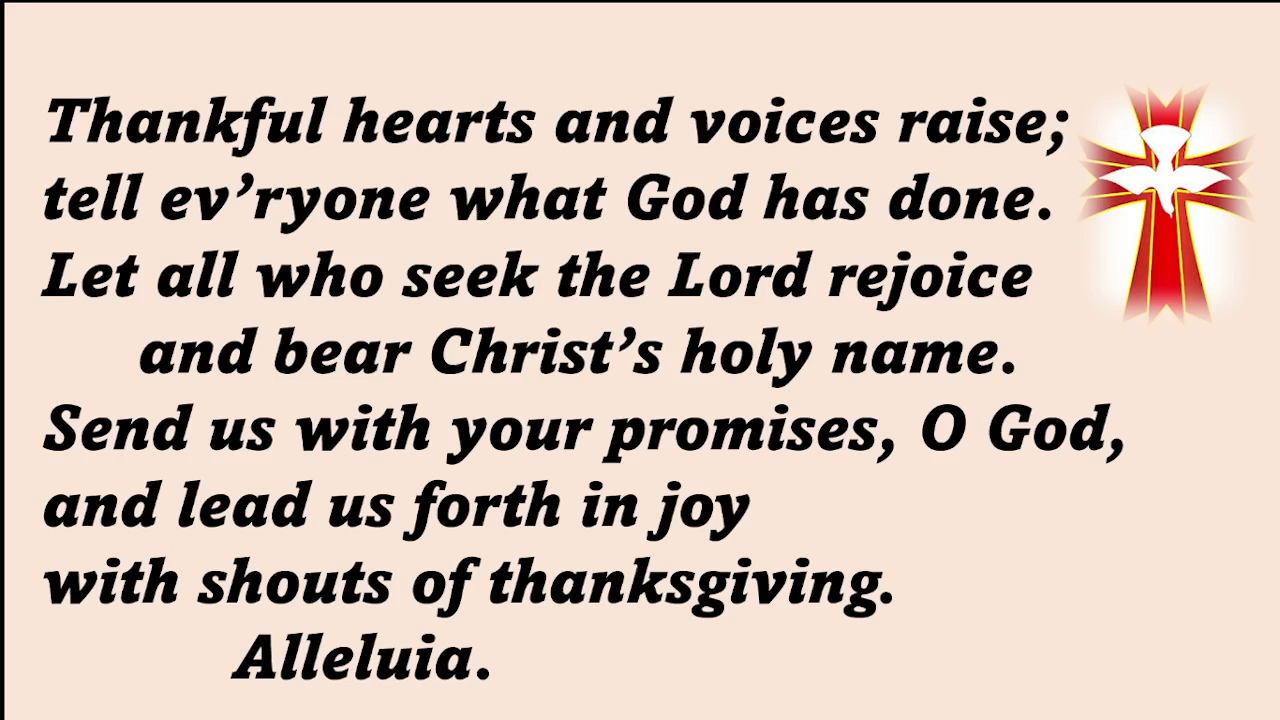 Thankful hearts and voices raise;
tell ev’ryone what God has done.
Let all who seek the Lord rejoice
and bear Christ’s holy name.
Send us with your promises, O God,
and lead us forth in joy
with shouts of thanksgiving.
Alleluia.